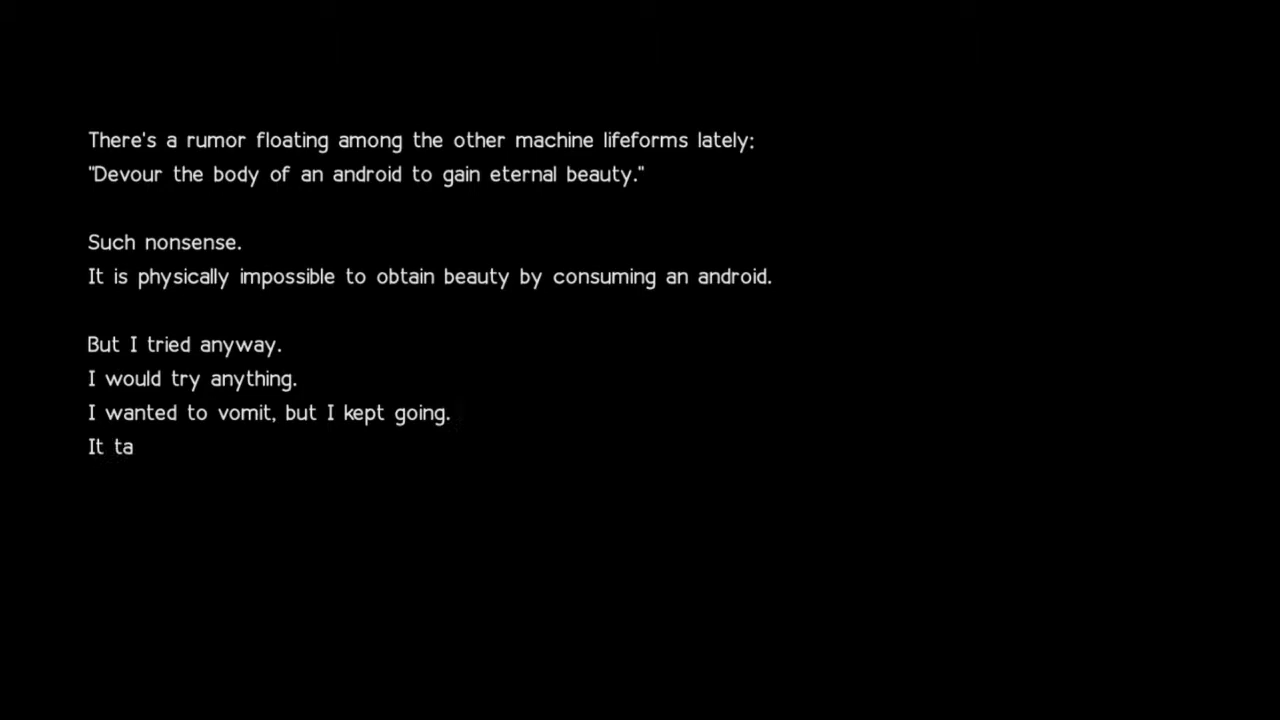 There's a rumor floating among the other machine lifeforms lately:
"Devour the body of an android to gain eternal beauty."
Such nonsense.
It is physically impossible to obtain beauty by consuming an android.
But I tried anyway.
I would try anything.
I wanted to vomit, but I kept going.
It ta